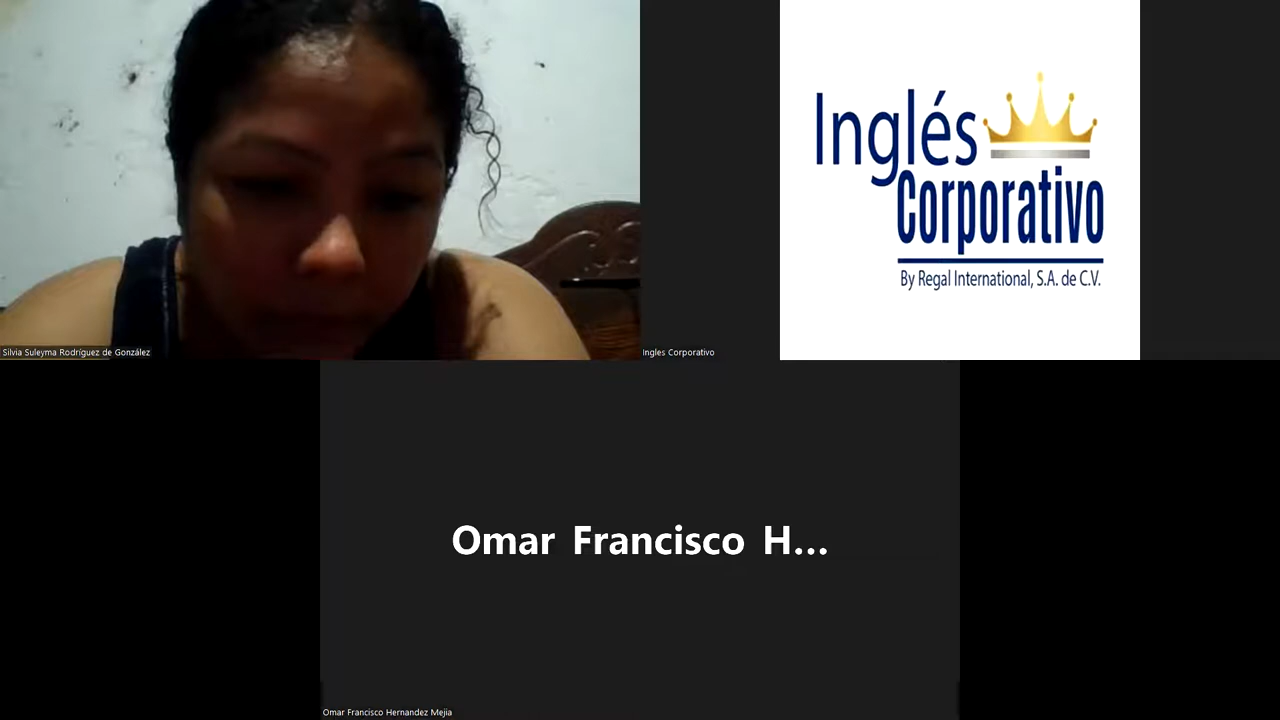 Inglés
Corporativo
By Regal International, S.A. de C.V.
Silvia Suleyma Rodríguez de González
Ingles Corporativo
Omar Francisco H...
Omar Francisco Hernandez Mejia